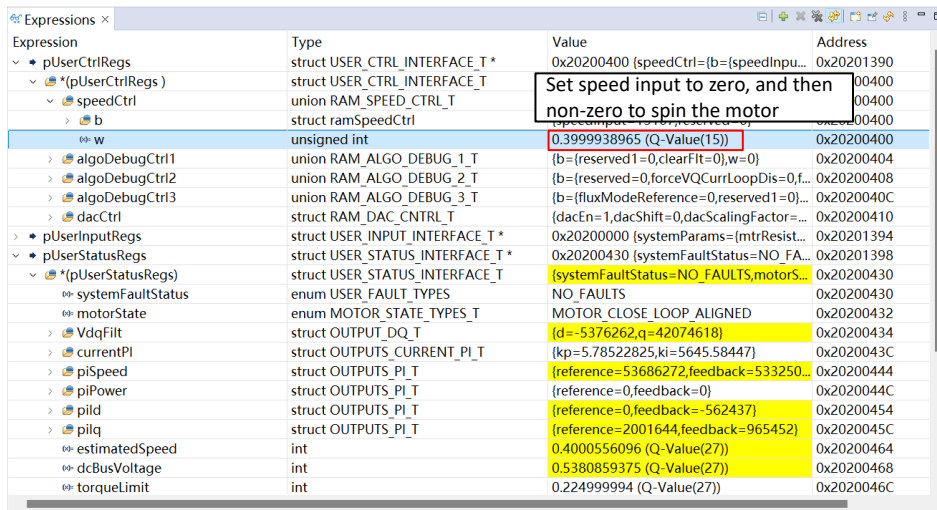 Expressions ×
Expression Type Value Address
pUserCtrlRegs struct USER_CTRL_INTERFACE_T * 0x20200400 {speedCtrl={b={speedInpu... 0x20201390
*(pUserCtrlRegs ) struct USER_CTRL_INTERFACE_T 00400
speedCtrl union RAM_SPEED_CTRL_T 00400
Set speed input to zero, and then
non-zero to spin the motor
b struct ramSpeedCtrl 00400
(x)= w unsigned int 0.3999938965 (Q-Value(15)) 0x20200400
algoDebugCtrl1 union RAM_ALGO_DEBUG_1_T {b={reserved1=0,clearFlt=0},w=0} 0x20200404
algoDebugCtrl2 union RAM_ALGO_DEBUG_2_T {b={reserved=0,forceVQCurrLoopDis=0,f... 0x20200408
algoDebugCtrl3 union RAM_ALGO_DEBUG_3_T {b={fluxModeReference=0,reserved1=0}... 0x2020040C
dacCtrl struct RAM_DAC_CNTRL_T {dacEn=1,dacShift=0,dacScalingFactor=... 0x20200410
pUserInputRegs struct USER_INPUT_INTERFACE_T * 0x20200000 {systemParams={mtrResist... 0x20201394
pUserStatusRegs struct USER_STATUS_INTERFACE_T * 0x20200430 {systemFaultStatus=NO_FA... 0x20201398
*(pUserStatusRegs) struct USER_STATUS_INTERFACE_T {systemFaultStatus=NO_FAULTS,motorS... 0x20200430
(x)= systemFaultStatus enum USER_FAULT_TYPES NO_FAULTS 0x20200430
(x)= motorState enum MOTOR_STATE_TYPES_T MOTOR_CLOSE_LOOP_ALIGNED 0x20200432
VdqFilt struct OUTPUT_DQ_T {d=-5376262,q=42074618} 0x20200434
currentPI struct OUTPUTS_CURRENT_PI_T {kp=5.78522825,ki=5645.58447} 0x2020043C
piSpeed struct OUTPUTS_PI_T {reference=53686272,feedback=533250... 0x20200444
piPower struct OUTPUTS_PI_T {reference=0,feedback=0} 0x2020044C
piId struct OUTPUTS_PI_T {reference=0,feedback=-562437} 0x20200454
piIq struct OUTPUTS_PI_T {reference=2001644,feedback=965452} 0x2020045C
(x)= estimatedSpeed int 0.4000556096 (Q-Value(27)) 0x20200464
(x)= dcBusVoltage int 0.5380859375 (Q-Value(27)) 0x20200468
(x)= torqueLimit int 0.224999994 (Q-Value(27)) 0x2020046C